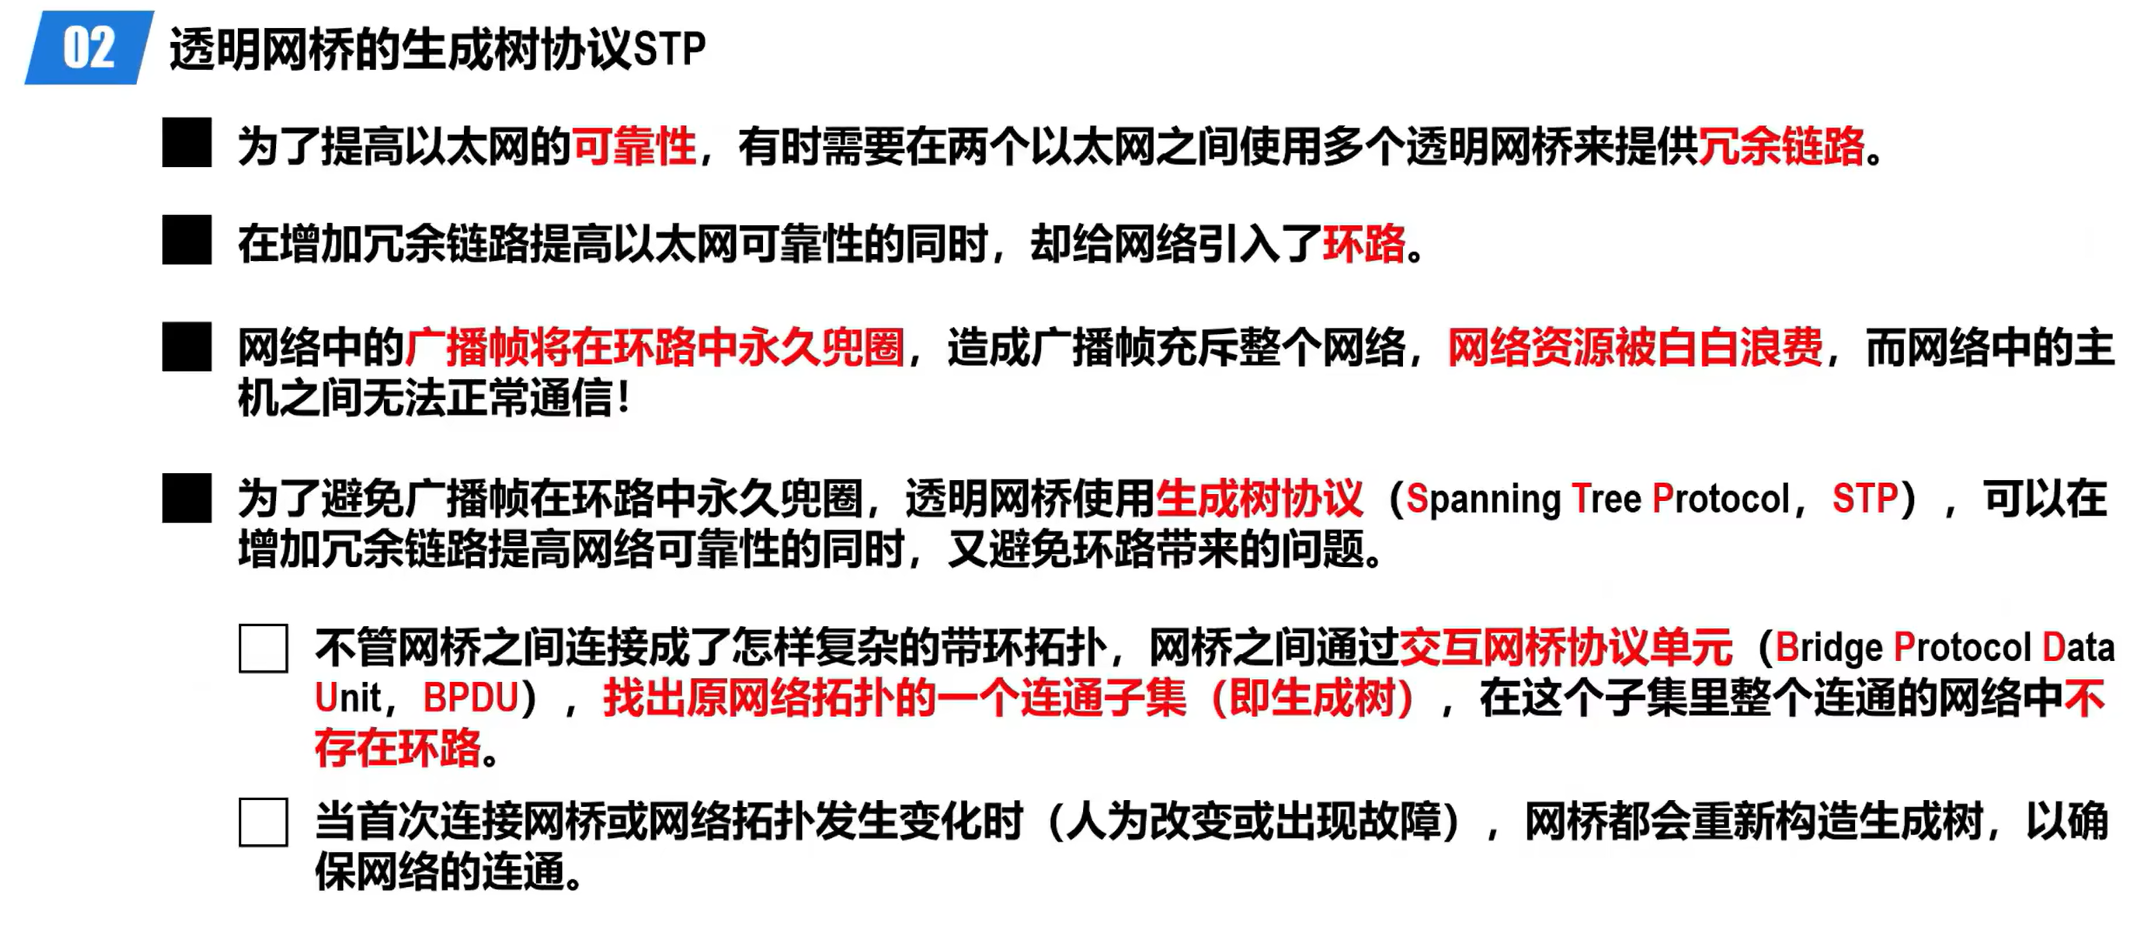 02 透明网桥的生成树协议STP
为了提高以太网的可靠性，有时需要在两个以太网之间使用多个透明网桥来提供冗余链路。
在增加冗余链路提高以太网可靠性的同时，却给网络引入了环路。
网络中的广播帧将在环路中永久兜圈，造成广播帧充斥整个网络，网络资源被白白浪费，而网络中的主
机之间无法正常通信！
为了避免广播帧在环路中永久兜圈，透明网桥使用生成树协议（Spanning Tree Protocol，STP），可以在
增加冗余链路提高网络可靠性的同时，又避免环路带来的问题。
不管网桥之间连接成了怎样复杂的带环拓扑，网桥之间通过交互网桥协议单元（Bridge Protocol Data
Unit，BPDU），找出原网络拓扑的一个连通子集（即生成树），在这个子集里整个连通的网络中不
存在环路。
当首次连接网桥或网络拓扑发生变化时（人为改变或出现故障），网桥都会重新构造生成树，以确
保网络的连通。